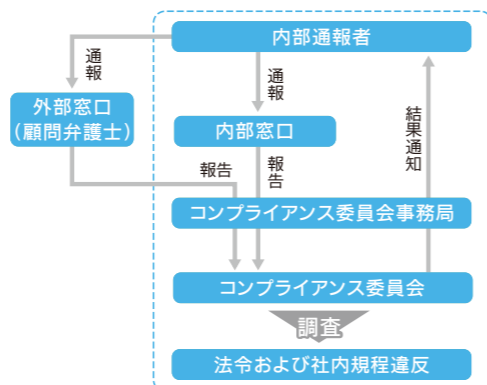 内部通報者
通報
通報
外部窓口
(顧問弁護士)
内部窓口
結果通知
報告
報告
コンプライアンス委員会事務局
コンプライアンス委員会
調査
法令および社内規程違反